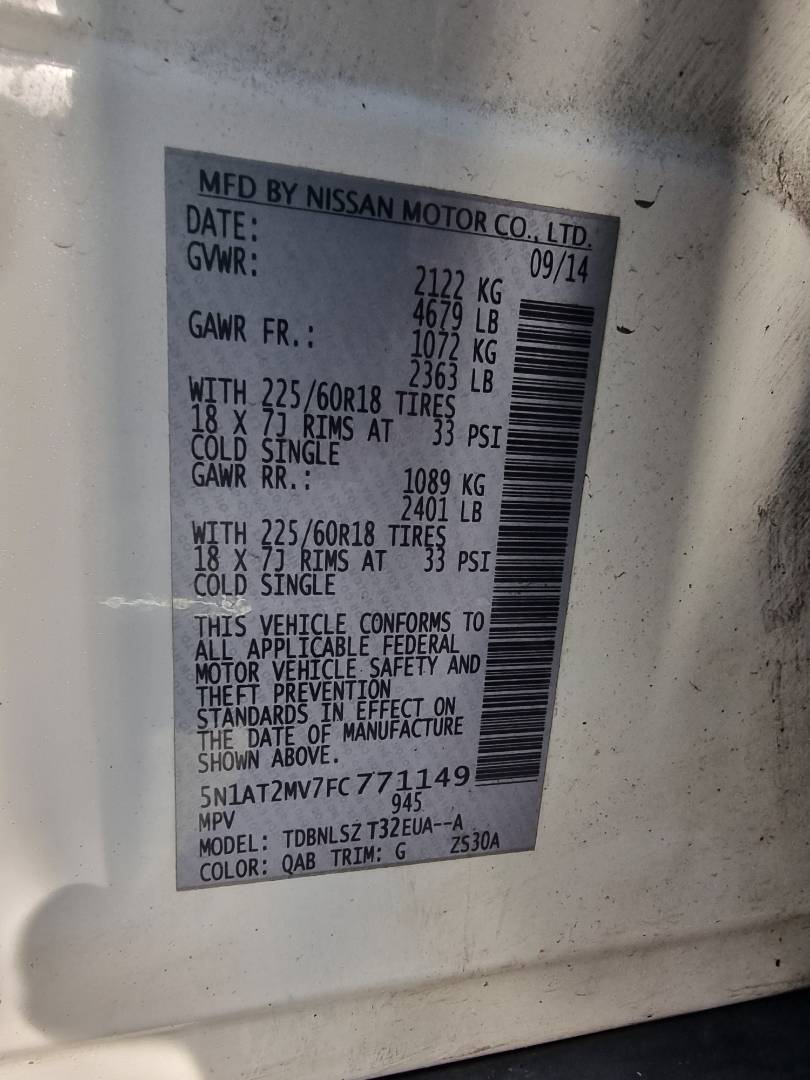 MFD BY NISSAN MOTOR CO., LTD.
DATE: 09/14
GVWR: 2122 KG
4679 LB
GAWR FR.: 1072 KG
2363 LB
WITH 225/60R18 TIRES
18 X 7J RIMS AT 33 PSI
COLD SINGLE
GAWR RR.: 1089 KG
2401 LB
WITH 225/60R18 TIRES
18 X 7J RIMS AT 33 PSI
COLD SINGLE
THIS VEHICLE CONFORMS TO
ALL APPLICABLE FEDERAL
MOTOR VEHICLE SAFETY AND
THEFT PREVENTION
STANDARDS IN EFFECT ON
THE DATE OF MANUFACTURE
SHOWN ABOVE.
5N1AT2MV7FC771149
MPV 945
MODEL: TDBNLSZ T32EUA--A
COLOR: QAB TRIM: G ZS30A